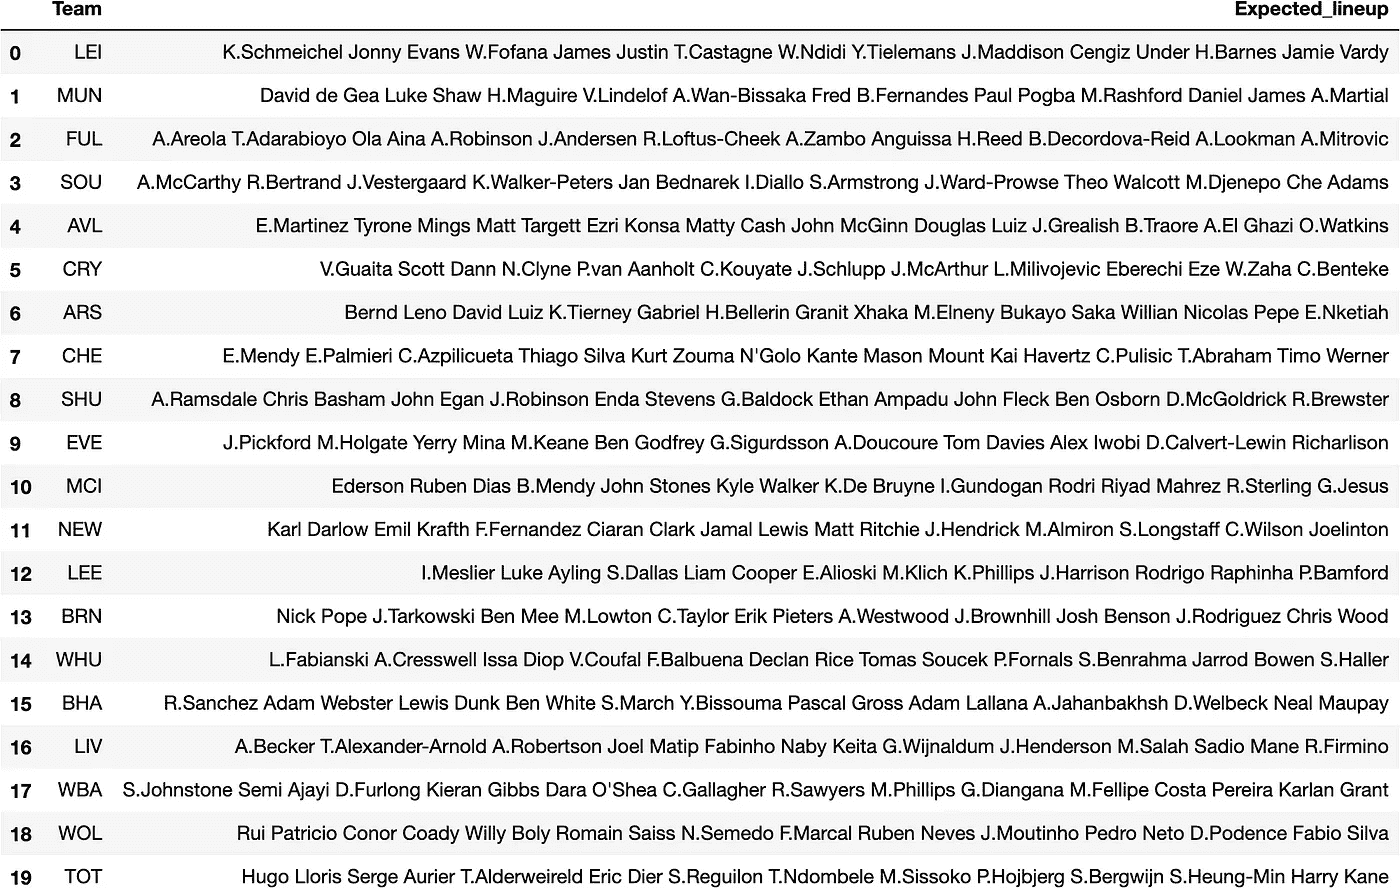 Team Expected_lineup
0 LEI K.Schmeichel Jonny Evans W.Fofana James Justin T.Castagne W.Ndidi Y.Tielemans J.Maddison Cengiz Under H.Barnes Jamie Vardy
1 MUN David de Gea Luke Shaw H.Maguire V.Lindelof A.Wan-Bissaka Fred B.Fernandes Paul Pogba M.Rashford Daniel James A.Martial
2 FUL A.Areola T.Adarabioyo Ola Aina A.Robinson J.Andersen R.Loftus-Cheek A.Zambo Anguissa H.Reed B.Decordova-Reid A.Lookman A.Mitrovic
3 SOU A.McCarthy R.Bertrand J.Vestergaard K.Walker-Peters Jan Bednarek I.Diallo S.Armstrong J.Ward-Prowse Theo Walcott M.Djenepo Che Adams
4 AVL E.Martinez Tyrone Mings Matt Targett Ezri Konsa Matty Cash John McGinn Douglas Luiz J.Grealish B.Traore A.El Ghazi O.Watkins
5 CRY V.Guaita Scott Dann N.Clyne P.van Aanholt C.Kouyate J.Schlupp J.McArthur L.Milivojevic Eberechi Eze W.Zaha C.Benteke
6 ARS Bernd Leno David Luiz K.Tierney Gabriel H.Bellerin Granit Xhaka M.Elneny Bukayo Saka Willian Nicolas Pepe E.Nketiah
7 CHE E.Mendy E.Palmieri C.Azpilicueta Thiago Silva Kurt Zouma N'Golo Kante Mason Mount Kai Havertz C.Pulisic T.Abraham Timo Werner
8 SHU A.Ramsdale Chris Basham John Egan J.Robinson Enda Stevens G.Baldock Ethan Ampadu John Fleck Ben Osborn D.McGoldrick R.Brewster
9 EVE J.Pickford M.Holgate Yerry Mina M.Keane Ben Godfrey G.Sigurdsson A.Doucoure Tom Davies Alex Iwobi D.Calvert-Lewin Richarlison
10 MCI Ederson Ruben Dias B.Mendy John Stones Kyle Walker K.De Bruyne I.Gundogan Rodri Riyad Mahrez R.Sterling G.Jesus
11 NEW Karl Darlow Emil Krafth F.Fernandez Ciaran Clark Jamal Lewis Matt Ritchie J.Hendrick M.Almiron S.Longstaff C.Wilson Joelinton
12 LEE I.Meslier Luke Ayling S.Dallas Liam Cooper E.Alioski M.Klich K.Phillips J.Harrison Rodrigo Raphinha P.Bamford
13 BRN Nick Pope J.Tarkowski Ben Mee M.Lowton C.Taylor Erik Pieters A.Westwood J.Brownhill Josh Benson J.Rodriguez Chris Wood
14 WHU L.Fabianski A.Cresswell Issa Diop V.Coufal F.Balbuena Declan Rice Tomas Soucek P.Fornals S.Benrahma Jarrod Bowen S.Haller
15 BHA R.Sanchez Adam Webster Lewis Dunk Ben White S.March Y.Bissouma Pascal Gross Adam Lallana A.Jahanbakhsh D.Welbeck Neal Maupay
16 LIV A.Becker T.Alexander-Arnold A.Robertson Joel Matip Fabinho Naby Keita G.Wijnaldum J.Henderson M.Salah Sadio Mane R.Firmino
17 WBA S.Johnstone Semi Ajayi D.Furlong Kieran Gibbs Dara O'Shea C.Gallagher R.Sawyers M.Phillips G.Diangana M.Fellipe Costa Pereira Karlan Grant
18 WOL Rui Patricio Conor Coady Willy Boly Romain Saiss N.Semedo F.Marcal Ruben Neves J.Moutinho Pedro Neto D.Podence Fabio Silva
19 TOT Hugo Lloris Serge Aurier T.Alderweireld Eric Dier S.Reguilon T.Ndombele M.Sissoko P.Hojbjerg S.Bergwijn S.Heung-Min Harry Kane